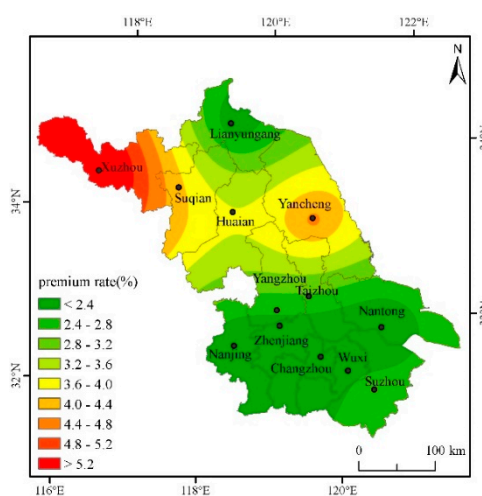 118°E 120°E 122°E
N
Lianyungang
Xuzhou
34°N
Suqian
Yancheng
Huaian
premium rate(%)
Yangzhou
Taizhou
< 2.4
2.4 - 2.8
Nantong
2.8 - 3.2
Zhenjiang
3.2 - 3.6
Nanjing
Wuxi
3.6 - 4.0
Changzhou
32°N
4.0 - 4.4
Suzhou
4.4 - 4.8
4.8 - 5.2
> 5.2
0 100 km
116°E 118°E 120°E